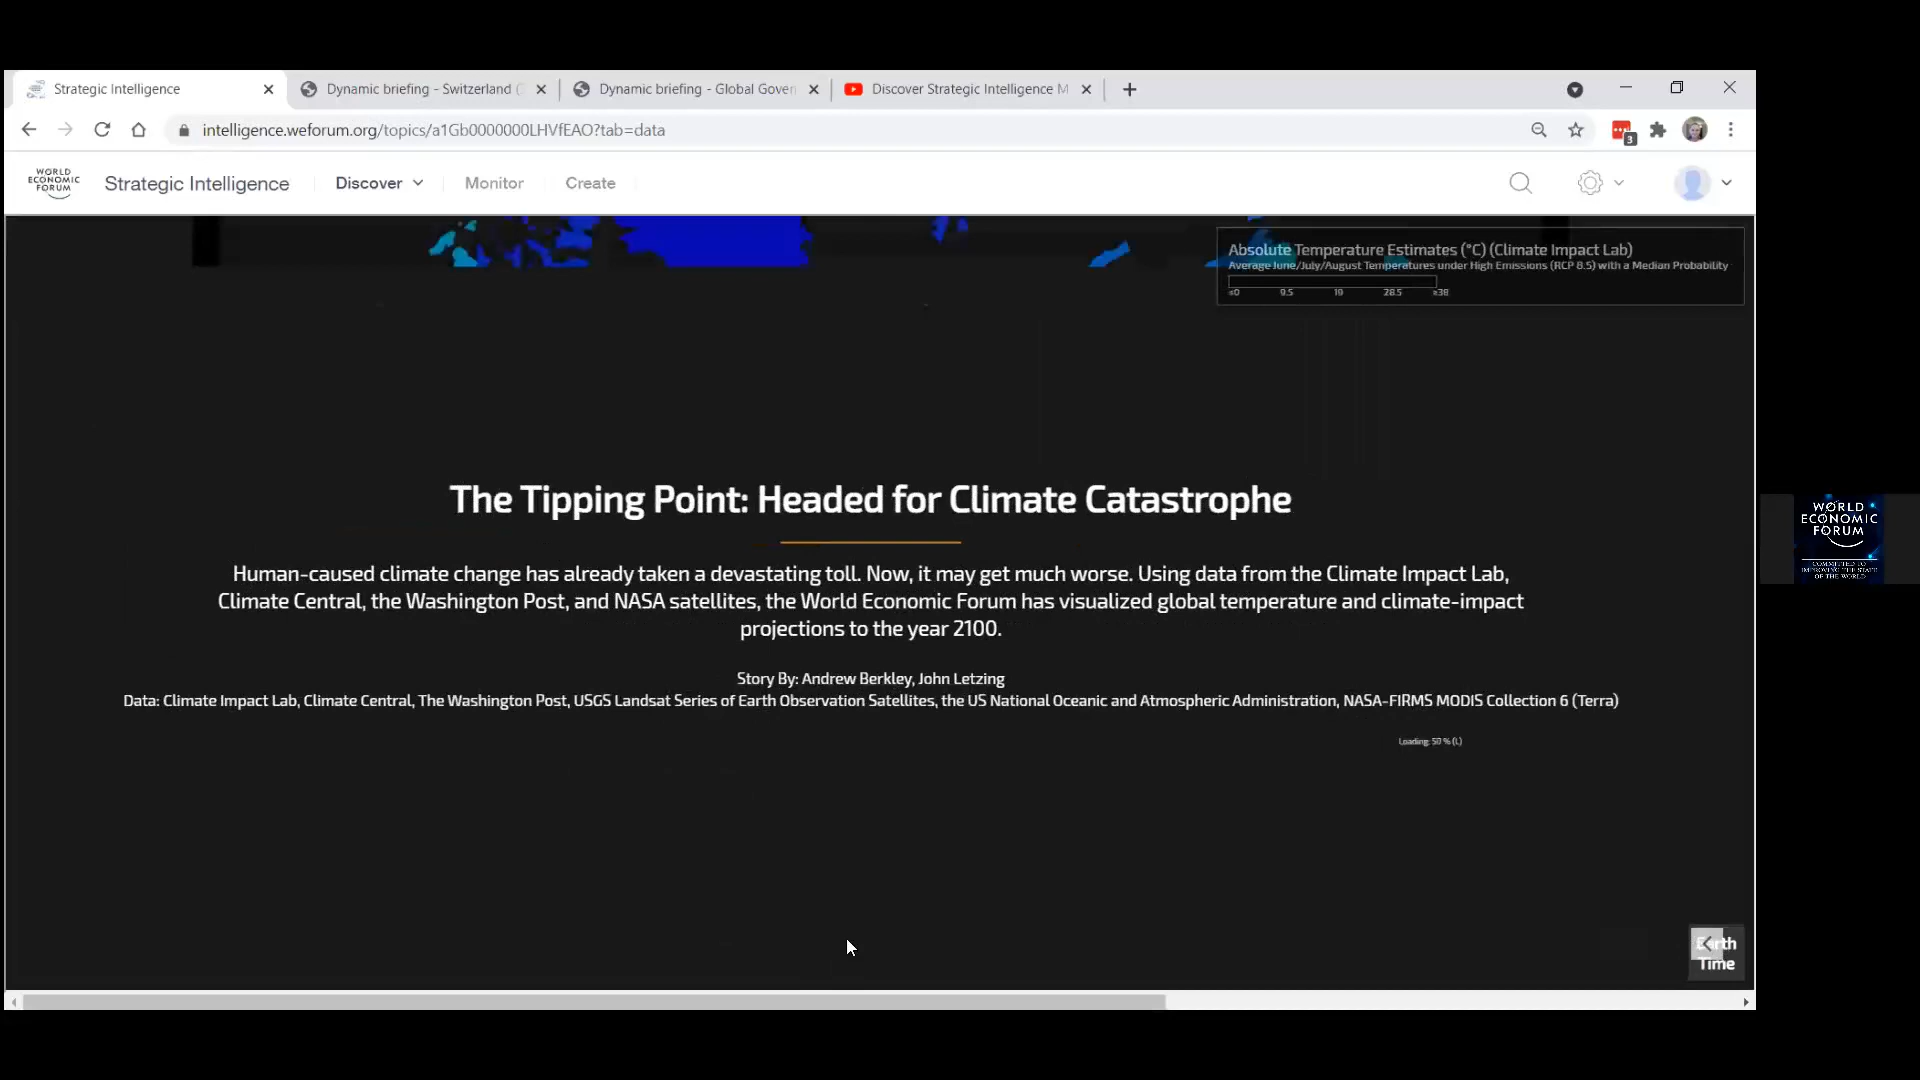 Strategic Intelligence
Dynamic briefing - Switzerland (
Dynamic briefing - Global Gover
Discover Strategic Intelligence M
intelligence.weforum.org/topics/a1Gb0000000LHVfEAO?tab=data
3
WORLD
ECONOMIC
FORUM
Strategic Intelligence
Discover
Monitor
Create
Absolute Temperature Estimates (°C) (Climate Impact Lab)
Average June/July/August Temperatures under High Emissions (RCP 8.5) with a Median Probability
≤0 9.5 19 28.5 ≥38
The Tipping Point: Headed for Climate Catastrophe
Human-caused climate change has already taken a devastating toll. Now, it may get much worse. Using data from the Climate Impact Lab,
Climate Central, the Washington Post, and NASA satellites, the World Economic Forum has visualized global temperature and climate-impact
projections to the year 2100.
Story By: Andrew Berkley, John Letzing
Data: Climate Impact Lab, Climate Central, The Washington Post, USGS Landsat Series of Earth Observation Satellites, the US National Oceanic and Atmospheric Administration, NASA-FIRMS MODIS Collection 6 (Terra)
Loading: 50 % (L)
Earth
Time
WORLD
ECONOMIC
FORUM
COMMITTED TO
IMPROVING THE STATE
OF THE WORLD